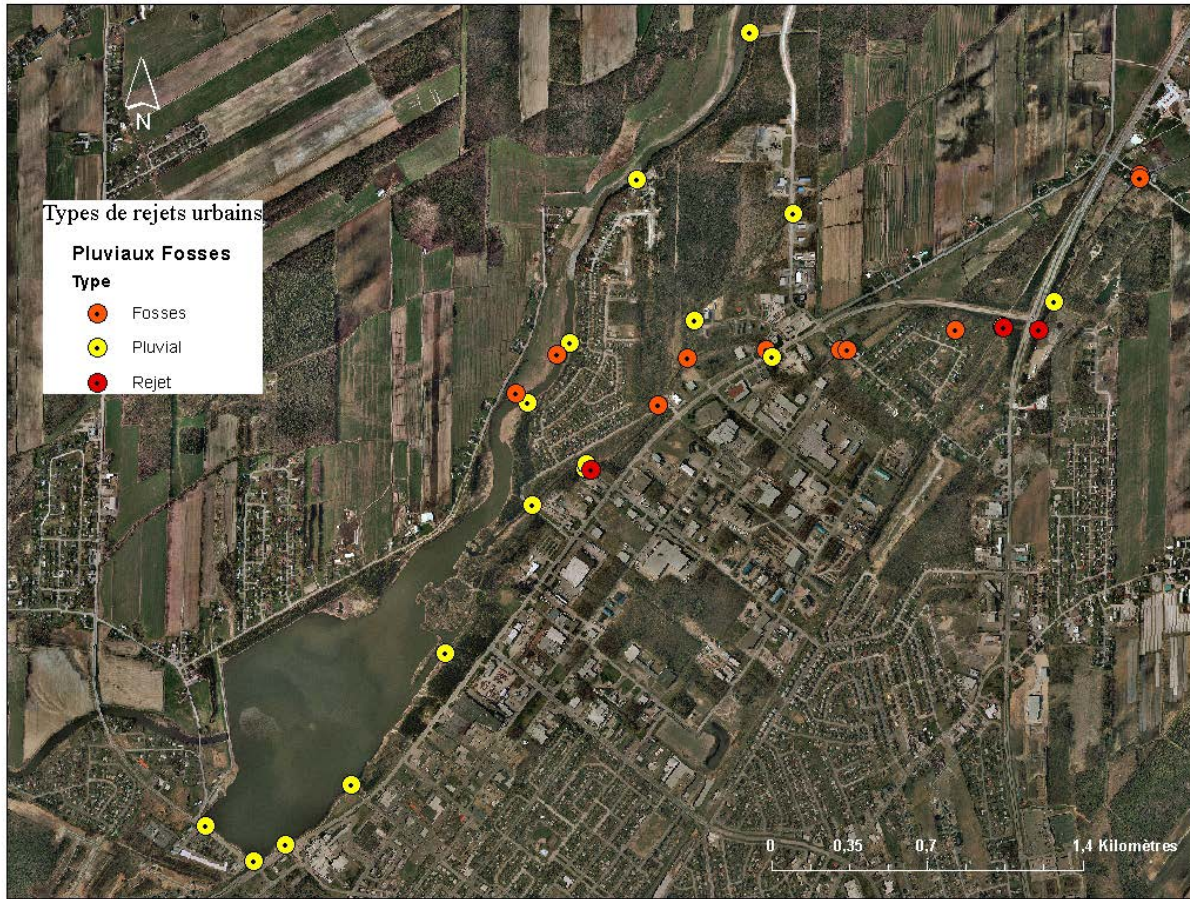 N
Types de rejets urbains
Pluviaux Fosses
Type
Fosses
Pluvial
Rejet
0 0,35 0,7 1,4 Kilomètres